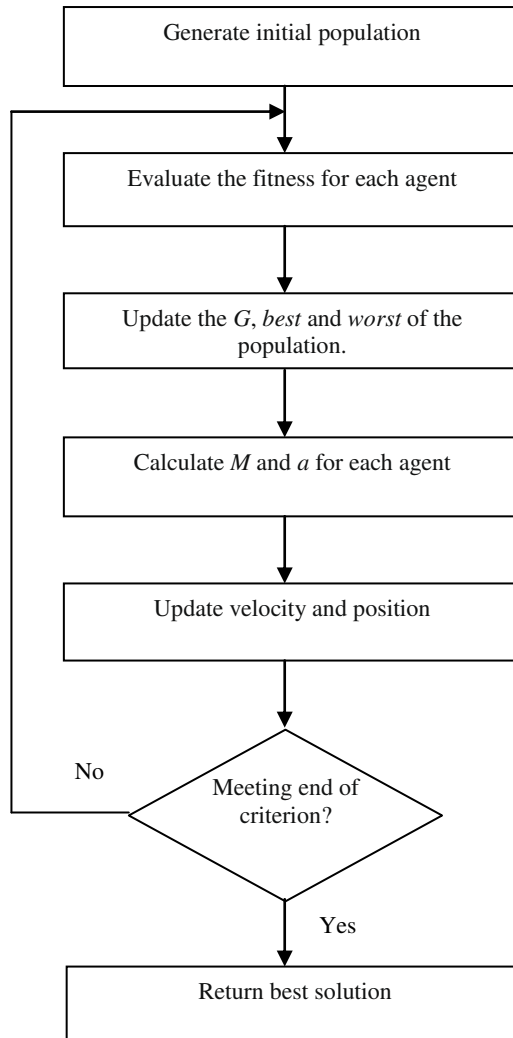 Generate initial population
Evaluate the fitness for each agent
Update the G, best and worst of the
population.
Calculate M and a for each agent
Update velocity and position
Meeting end of
criterion?
No
Yes
Return best solution